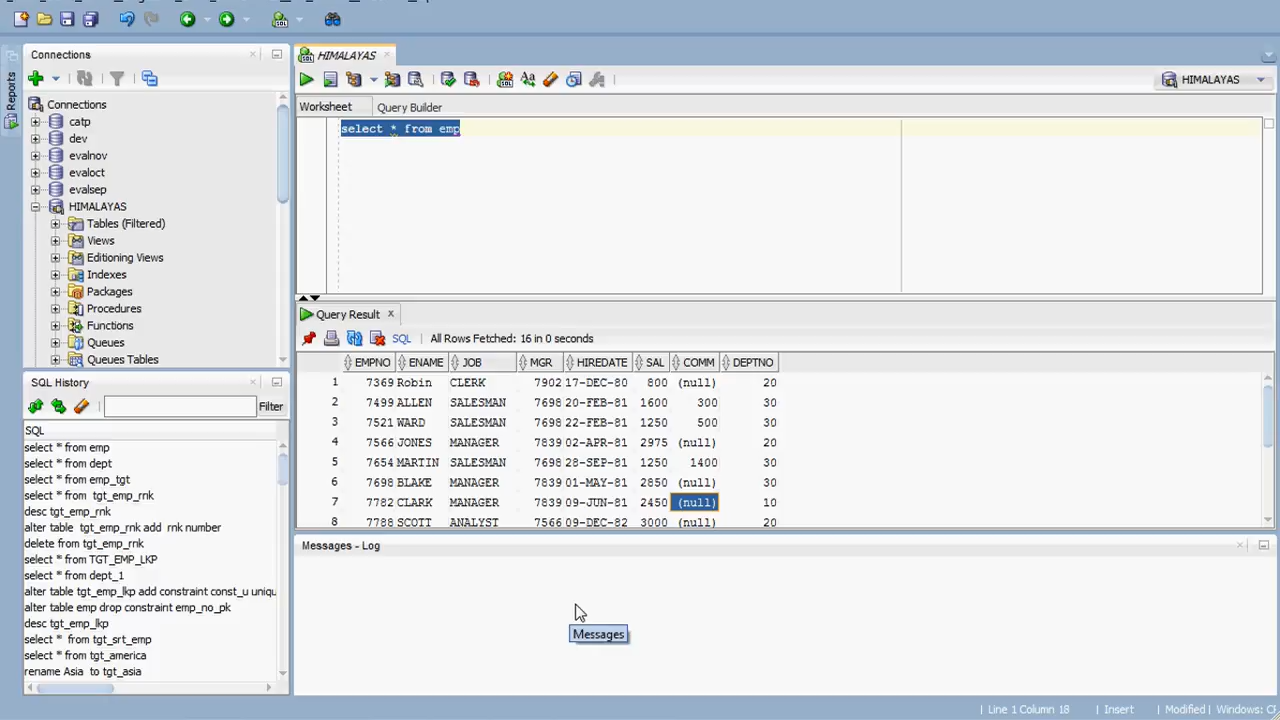 Connections
Reports
Connections
catp
dev
evalnov
evaloct
evalsep
HIMALAYAS
Tables (Filtered)
Views
Editioning Views
Indexes
Packages
Procedures
Functions
Queues
Queues Tables
SQL History
Filter
SQL
select * from emp
select * from dept
select * from emp_tgt
select * from tgt_emp_rnk
desc tgt_emp_rnk
alter table tgt_emp_rnk add rnk number
delete from tgt_emp_rnk
select * from TGT_EMP_LKP
select * from dept_1
alter table tgt_emp_lkp add constraint const_u uniqu
alter table emp drop constraint emp_no_pk
desc tgt_emp_lkp
select * from tgt_srt_emp
select * from tgt_america
rename Asia to tgt_asia
HIMALAYAS
HIMALAYAS
Worksheet Query Builder
select * from emp
Query Result
SQL All Rows Fetched: 16 in 0 seconds
EMPNO ENAME JOB MGR HIREDATE SAL COMM DEPTNO
1 7369 Robin CLERK 7902 17-DEC-80 800 (null) 20
2 7499 ALLEN SALESMAN 7698 20-FEB-81 1600 300 30
3 7521 WARD SALESMAN 7698 22-FEB-81 1250 500 30
4 7566 JONES MANAGER 7839 02-APR-81 2975 (null) 20
5 7654 MARTIN SALESMAN 7698 28-SEP-81 1250 1400 30
6 7698 BLAKE MANAGER 7839 01-MAY-81 2850 (null) 30
7 7782 CLARK MANAGER 7839 09-JUN-81 2450 (null) 10
8 7788 SCOTT ANALYST 7566 09-DEC-82 3000 (null) 20
Messages - Log
Messages
Line 1 Column 18 Insert Modified Windows: C